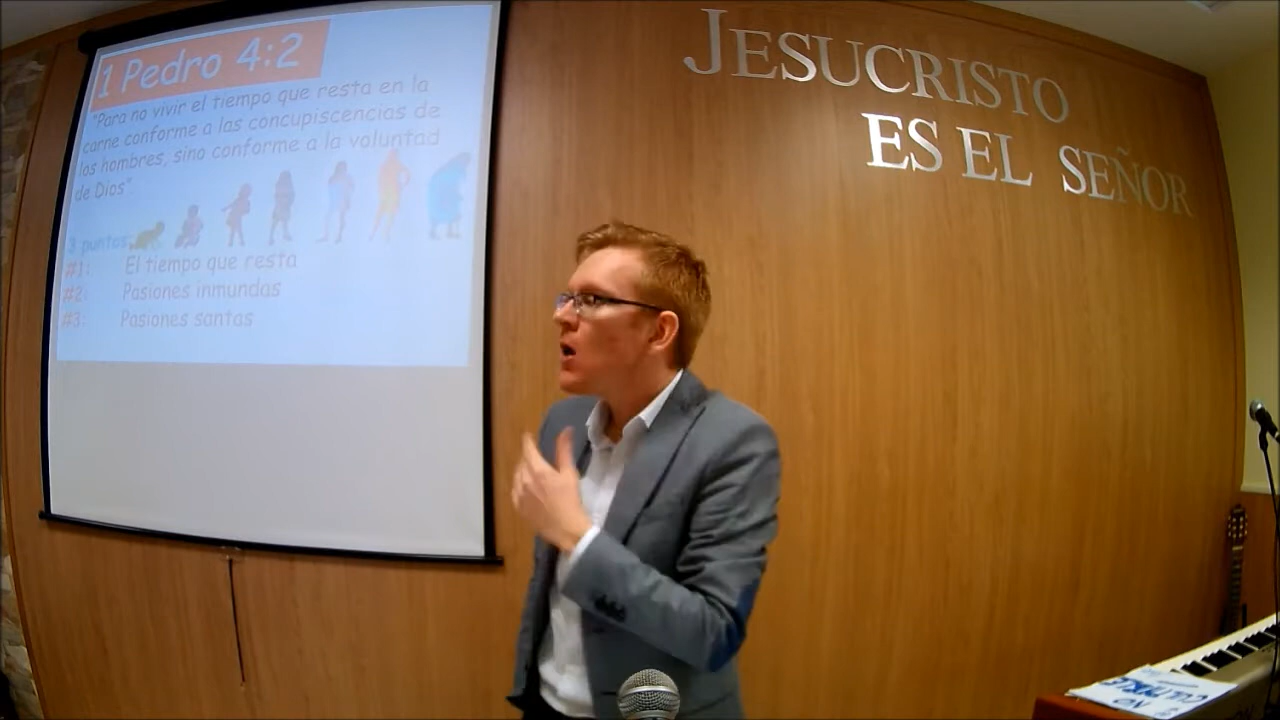 1 Pedro 4:2
"Para no vivir el tiempo que resta en la
carne conforme a las concupiscencias de
los hombres, sino conforme a la voluntad
de Dios".
3 puntos:
#1: El tiempo que resta
#2: Pasiones inmundas
#3: Pasiones santas
JESUCRISTO
ES EL SEÑOR
NO